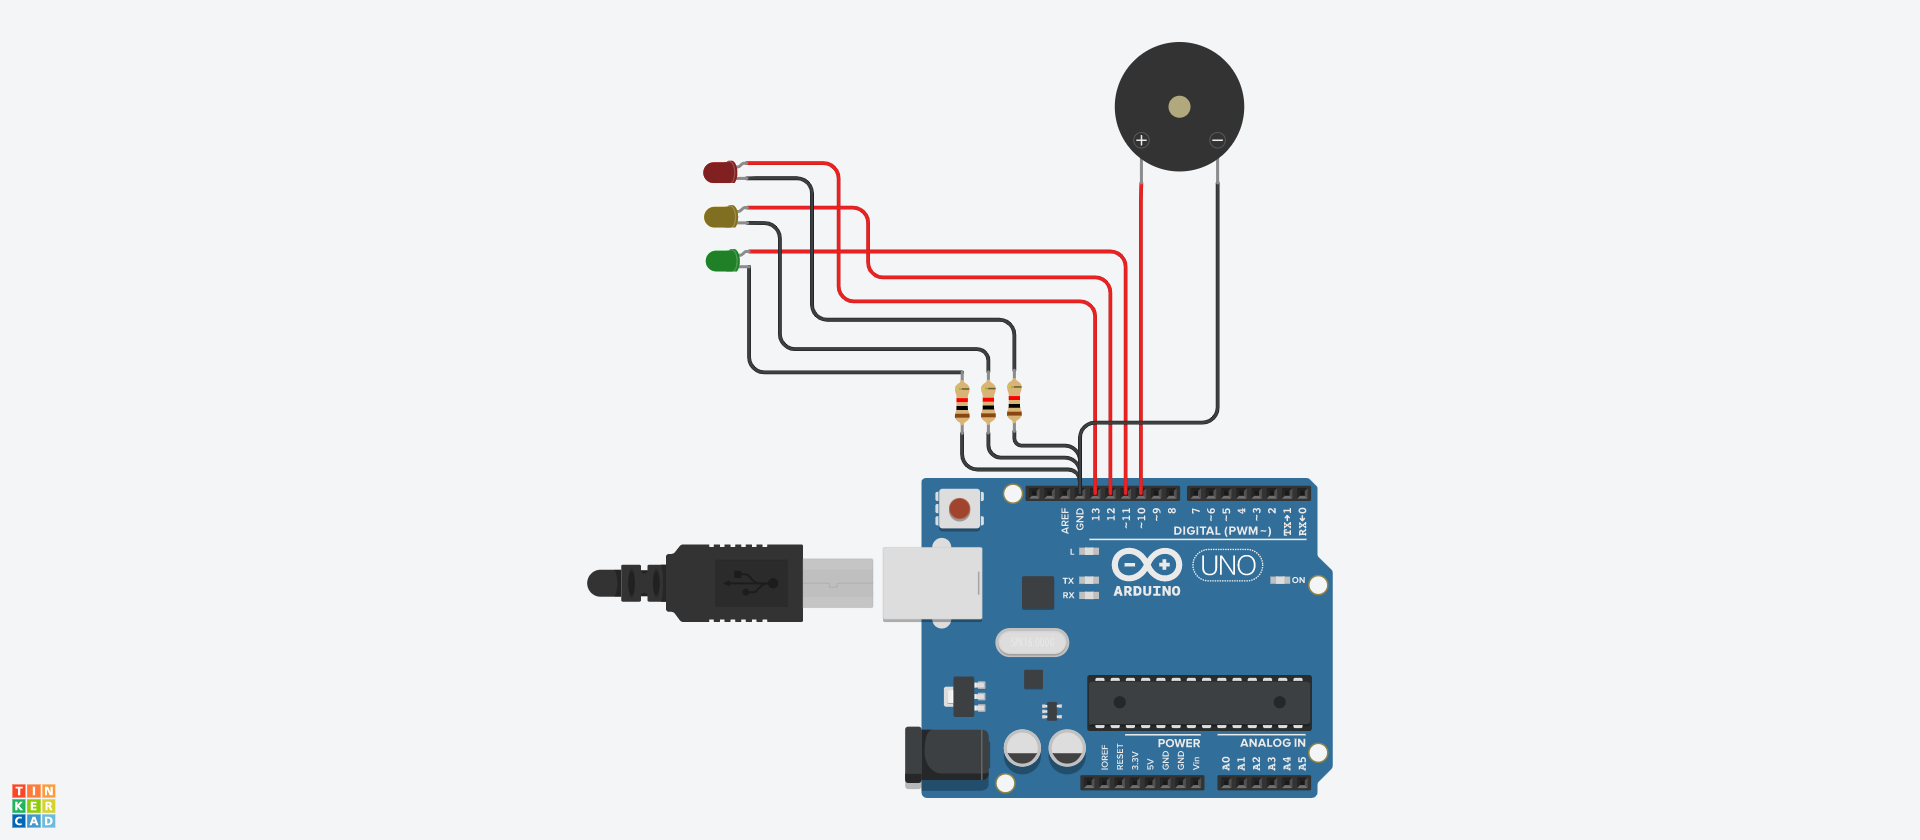 + −
AREF
GND
13
12
~11
~10
~9
8
7
~6
~5
4
~3
2
TX→1
RX←0
DIGITAL (PWM~)
L
TX
RX
ARDUINO
UNO
ON
IOREF
RESET
3.3V
5V
GND
GND
Vin
POWER
ANALOG IN
A0
A1
A2
A3
A4
A5
TIN
KER
CAD